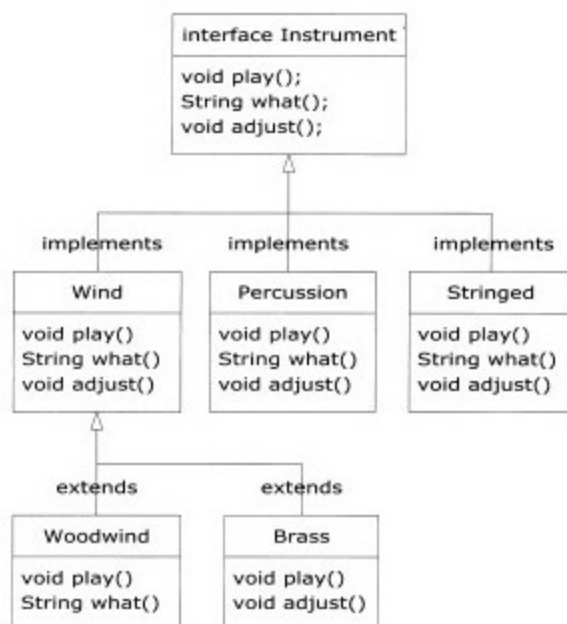 interface Instrument
void play();
String what();
void adjust();
implements
implements
implements
Wind
void play()
String what()
void adjust()
Percussion
void play()
String what()
void adjust()
Stringed
void play()
String what()
void adjust()
extends
extends
Woodwind
void play()
String what()
Brass
void play()
void adjust()